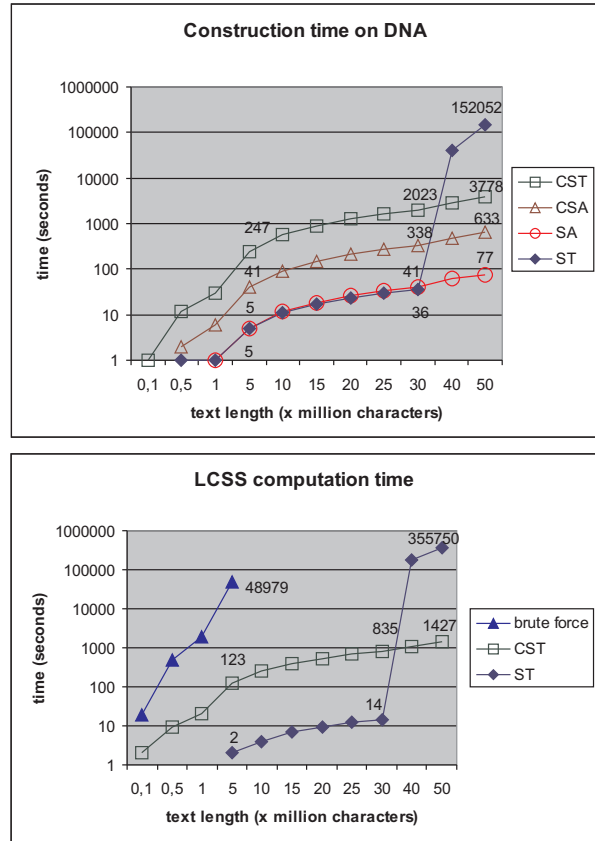 Construction time on DNA
1000000
100000
10000
1000
100
10
1
time (seconds)
152052
247
2023
3778
41
338
633
5
41
77
5
36
0,1 0,5 1 5 10 15 20 25 30 40 50
text length (x million characters)
CST
CSA
SA
ST
LCSS computation time
1000000
100000
10000
1000
100
10
1
time (seconds)
355750
48979
123
835
1427
2
14
0,1 0,5 1 5 10 15 20 25 30 40 50
text length (x million characters)
brute force
CST
ST